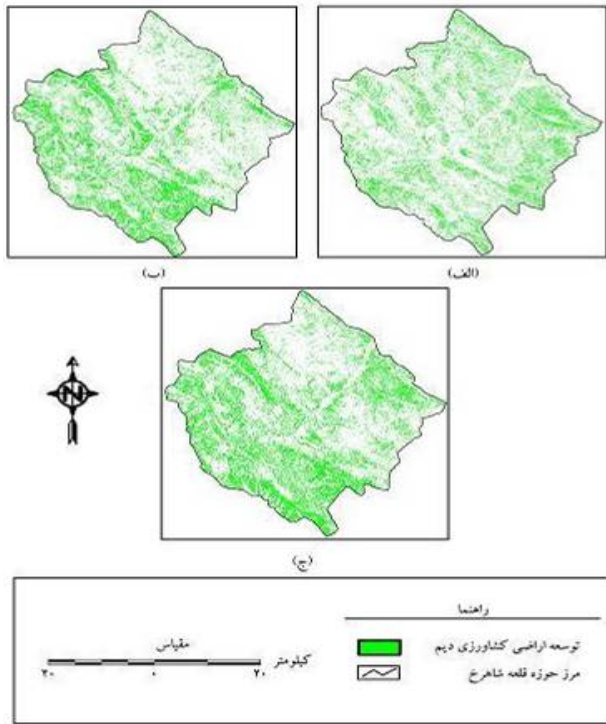 (الف)
(ب)
(ج)
N
راهنما
توسعه اراضی کشاورزی دیم
مرز حوزه قلعه شاهرخ
مقیاس
کیلومتر
۲۰ ۰ ۲۰